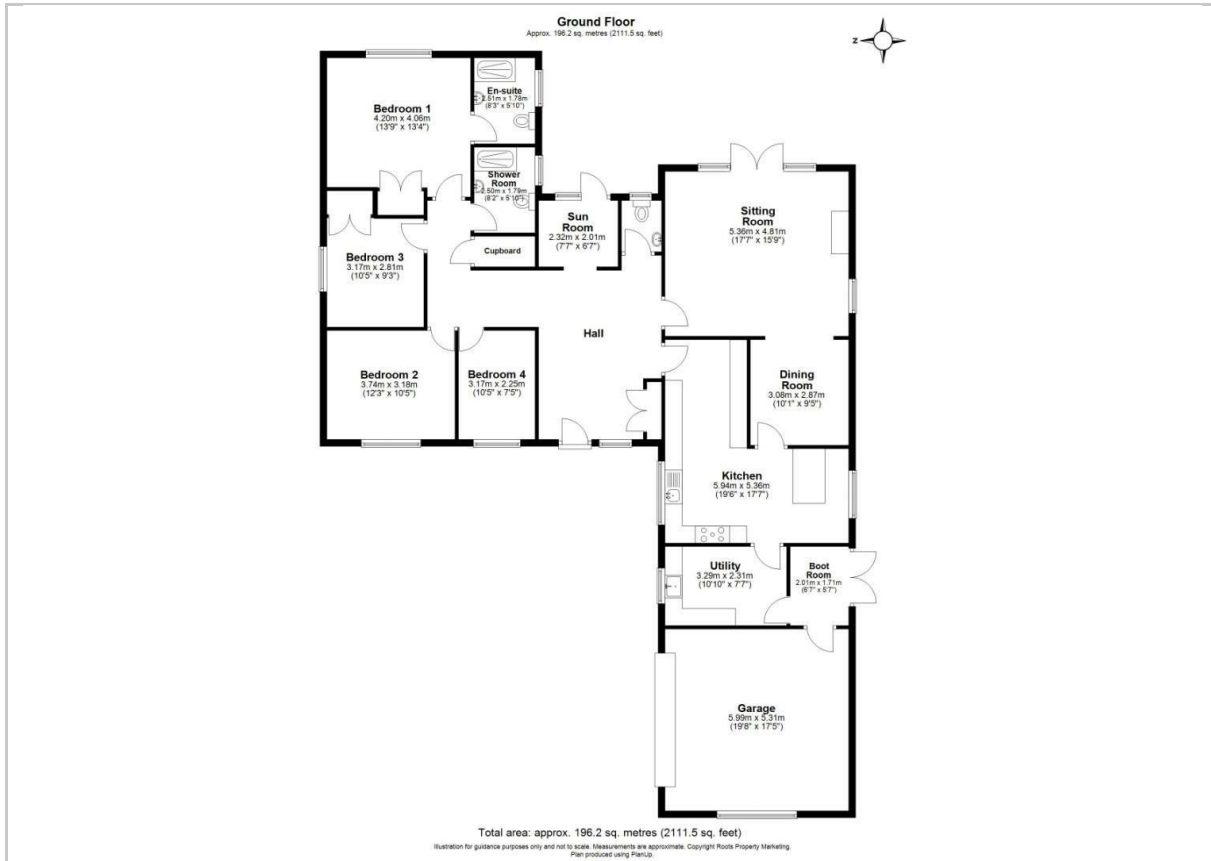 Ground Floor
Approx. 196.2 sq. metres (2111.5 sq. feet)
N
Bedroom 1
4.20m x 4.06m
(13'9" x 13'4")
En-suite
2.51m x 1.78m
(8'3" x 5'10")
Shower
Room
2.50m x 1.79m
(8'2" x 5'10")
Sun
Room
2.32m x 2.01m
(7'7" x 6'7")
Sitting
Room
5.36m x 4.81m
(17'7" x 15'9")
Cupboard
Bedroom 3
3.17m x 2.81m
(10'5" x 9'3")
Hall
Bedroom 2
3.74m x 3.18m
(12'3" x 10'5")
Bedroom 4
3.17m x 2.25m
(10'5" x 7'5")
Dining
Room
3.08m x 2.87m
(10'1" x 9'5")
Kitchen
5.94m x 5.36m
(19'6" x 17'7")
Utility
3.29m x 2.31m
(10'10" x 7'7")
Boot
Room
2.01m x 1.71m
(6'7" x 5'7")
Garage
5.99m x 5.31m
(19'8" x 17'5")
Total area: approx. 196.2 sq. metres (2111.5 sq. feet)
Illustration for guidance purposes only and not to scale. Measurements are approximate. Copyright Roots Property Marketing.
Plan produced using PlanUp.